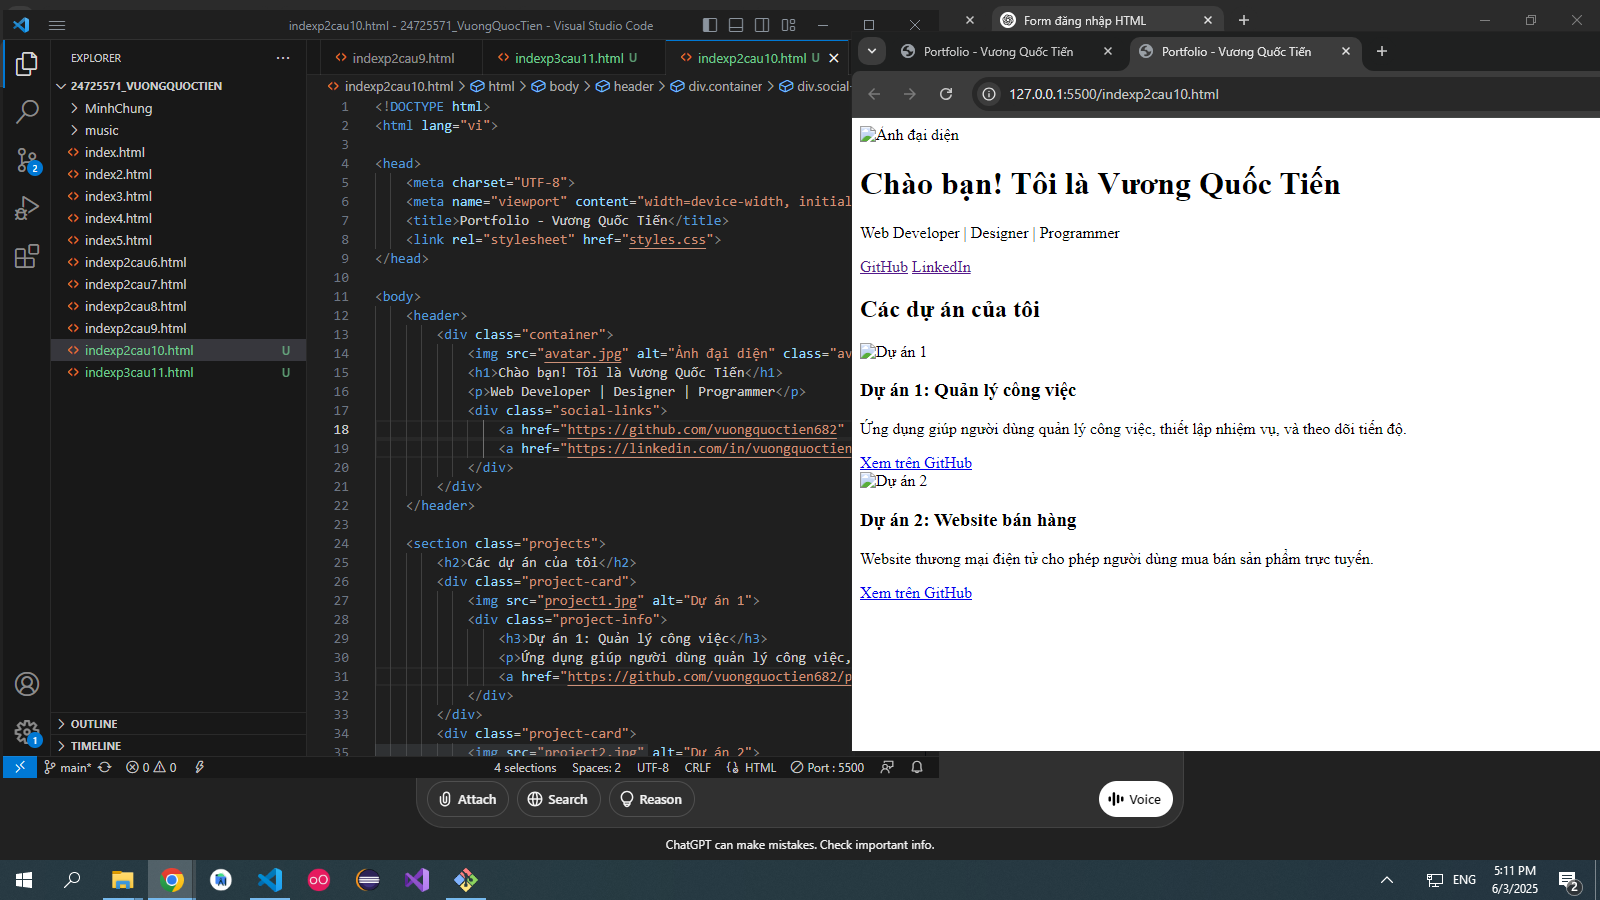 indexp2cau10.html - 24725571_VuongQuocTien - Visual Studio Code
Form đăng nhập HTML
EXPLORER
24725571_VUONGQUOCTIEN
MinhChung
music
index.html
index2.html
index3.html
index4.html
index5.html
indexp2cau6.html
indexp2cau7.html
indexp2cau8.html
indexp2cau9.html
indexp2cau10.html U
indexp3cau11.html U
OUTLINE
TIMELINE
indexp2cau9.html
indexp3cau11.html U
indexp2cau10.html U
indexp2cau10.html > html > body > header > div.container > div.social-
1 <!DOCTYPE html>
2 <html lang="vi">
3
4 <head>
5 <meta charset="UTF-8">
6 <meta name="viewport" content="width=device-width, initial
7 <title>Portfolio - Vương Quốc Tiến</title>
8 <link rel="stylesheet" href="styles.css">
9 </head>
10
11 <body>
12 <header>
13 <div class="container">
14 <img src="avatar.jpg" alt="Ảnh đại diện" class="av
15 <h1>Chào bạn! Tôi là Vương Quốc Tiến</h1>
16 <p>Web Developer | Designer | Programmer</p>
17 <div class="social-links">
18 <a href="https://github.com/vuongquoctien682"
19 <a href="https://linkedin.com/in/vuongquoctien
20 </div>
21 </div>
22 </header>
23
24 <section class="projects">
25 <h2>Các dự án của tôi</h2>
26 <div class="project-card">
27 <img src="project1.jpg" alt="Dự án 1">
28 <div class="project-info">
29 <h3>Dự án 1: Quản lý công việc</h3>
30 <p>Ứng dụng giúp người dùng quản lý công việc,
31 <a href="https://github.com/vuongquoctien682/p
32 </div>
33 </div>
34 <div class="project-card">
35 <img src="project2.jpg" alt="Dự án 2">
main* 0 0 4 selections Spaces: 2 UTF-8 CRLF HTML Port : 5500
2
1
Portfolio - Vương Quốc Tiến
Portfolio - Vương Quốc Tiến
127.0.0.1:5500/indexp2cau10.html
Ảnh đại diện
Chào bạn! Tôi là Vương Quốc Tiến
Web Developer | Designer | Programmer
GitHub LinkedIn
Các dự án của tôi
Dự án 1
Dự án 1: Quản lý công việc
Ứng dụng giúp người dùng quản lý công việc, thiết lập nhiệm vụ, và theo dõi tiến độ.
Xem trên GitHub
Dự án 2
Dự án 2: Website bán hàng
Website thương mại điện tử cho phép người dùng mua bán sản phẩm trực tuyến.
Xem trên GitHub
Attach Search Reason Voice
ChatGPT can make mistakes. Check important info.
ENG
5:11 PM
6/3/2025
2